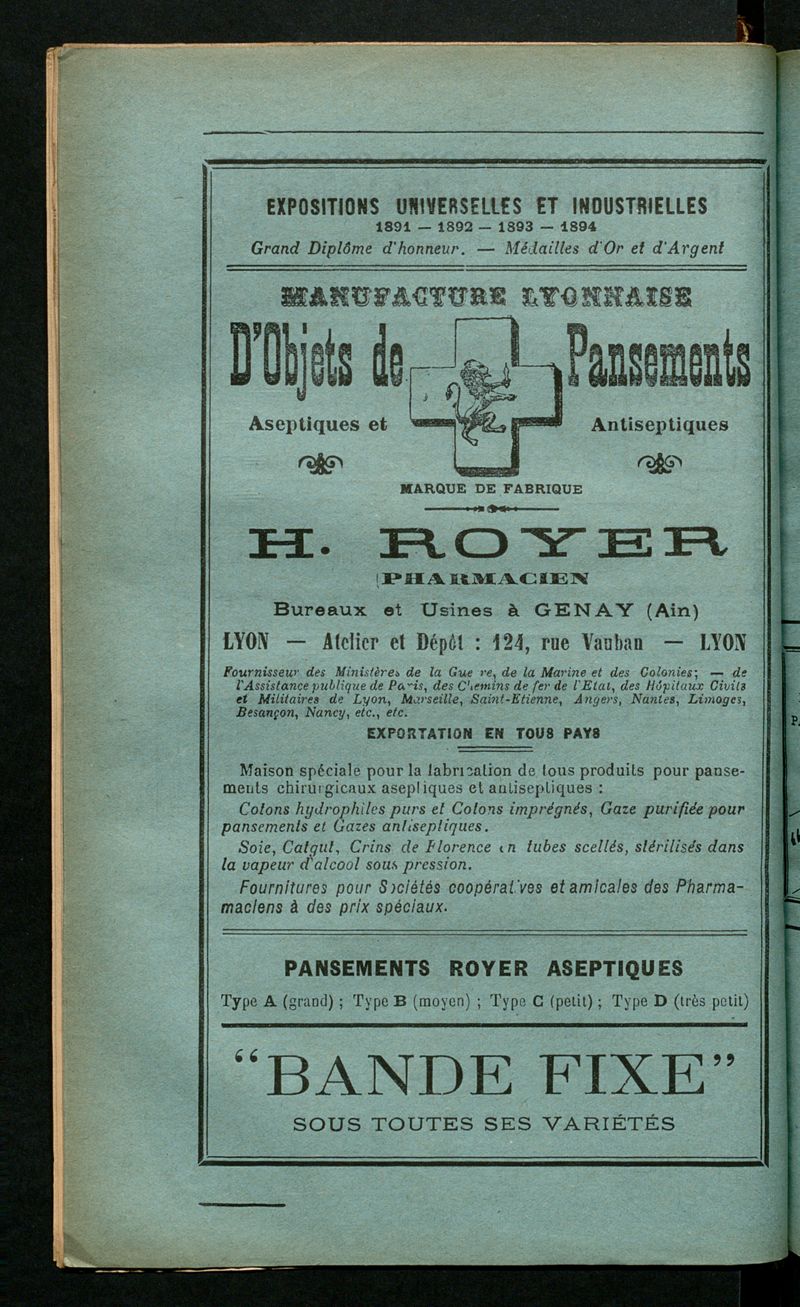 EXPOSITIONS UNIVERSELLES ET INDUSTRIELLES
1891 — 1892 — 1893 — 1894
Grand Diplôme d'honneur. — Médailles d'Or et d'Argent
MANUFACTURE LYONNAISE
D'Objets de Pansements
Aseptiques et Antiseptiques
MARQUE DE FABRIQUE
H. ROYER
PHARMACIEN
Bureaux et Usines à GENAY (Ain)
LYON — Atelier et Dépôt : 124, rue Vauban — LYON
Fournisseur des Ministères de la Gue re, de la Marine et des Colonies; — de
l'Assistance publique de Paris, des Chemins de fer de l'Etat, des Hôpitaux Civils
et Militaires de Lyon, Marseille, Saint-Etienne, Angers, Nantes, Limoges,
Besançon, Nancy, etc., etc.
EXPORTATION EN TOUS PAYS
Maison spéciale pour la fabrication de tous produits pour panse-
ments chirurgicaux aseptiques et antiseptiques :
Cotons hydrophiles purs et Cotons imprégnés, Gaze purifiée pour
pansements et Gazes antiseptiques.
Soie, Catgut, Crins de Florence en tubes scellés, stérilisés dans
la vapeur d'alcool sous pression.
Fournitures pour Sociétés coopératives et amicales des Pharma-
maciens à des prix spéciaux.
PANSEMENTS ROYER ASEPTIQUES
Type A (grand) ; Type B (moyen) ; Type C (petit) ; Type D (très petit)
“BANDE FIXE”
SOUS TOUTES SES VARIÉTÉS